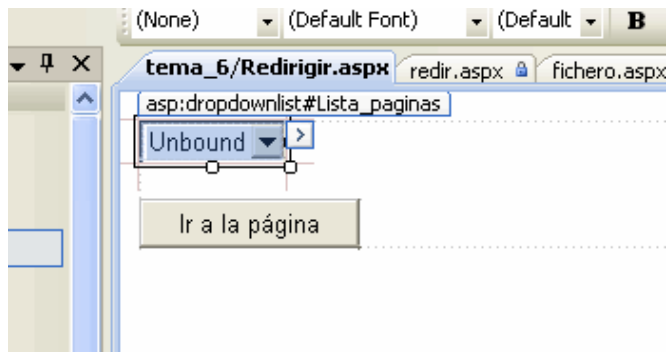 (None) (Default Font) (Default B
tema_6/Redirigir.aspx redir.aspx fichero.aspx
asp:dropdownlist#Lista_paginas
Unbound
Ir a la página